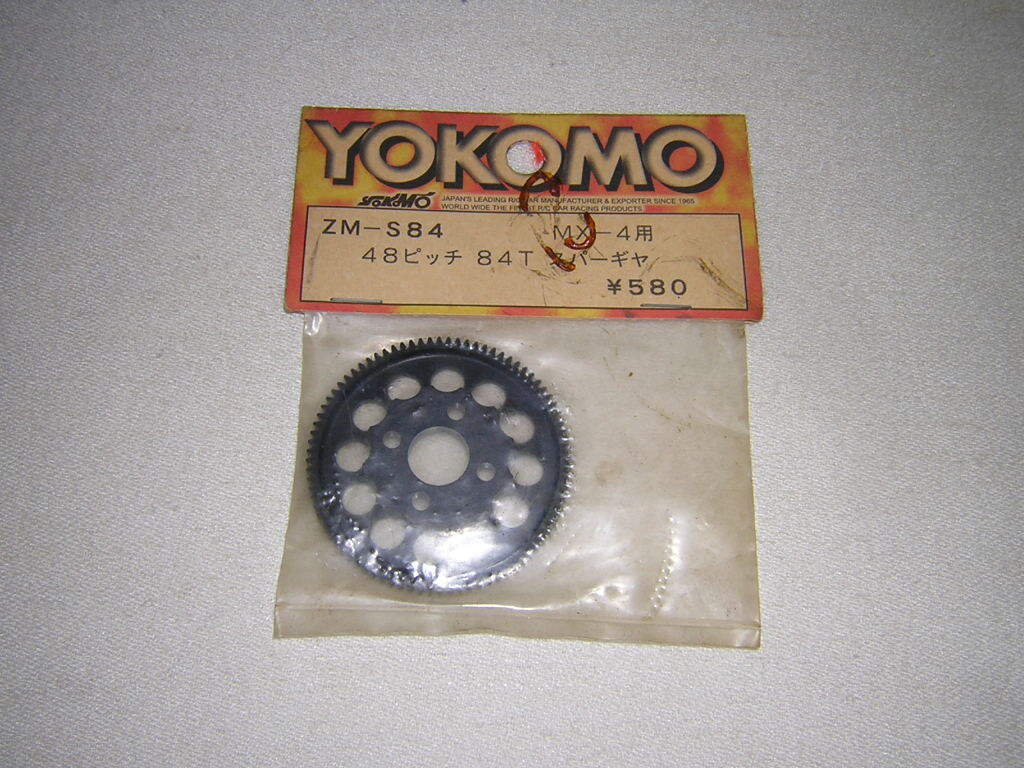 YOKOMO
YOKOMO JAPAN'S LEADING R/C CAR MANUFACTURER & EXPORTER SINCE 1965
WORLD WIDE THE FINEST R/C CAR RACING PRODUCTS
ZM-S84 MX-4用
48ピッチ 84T スパーギヤ
¥580